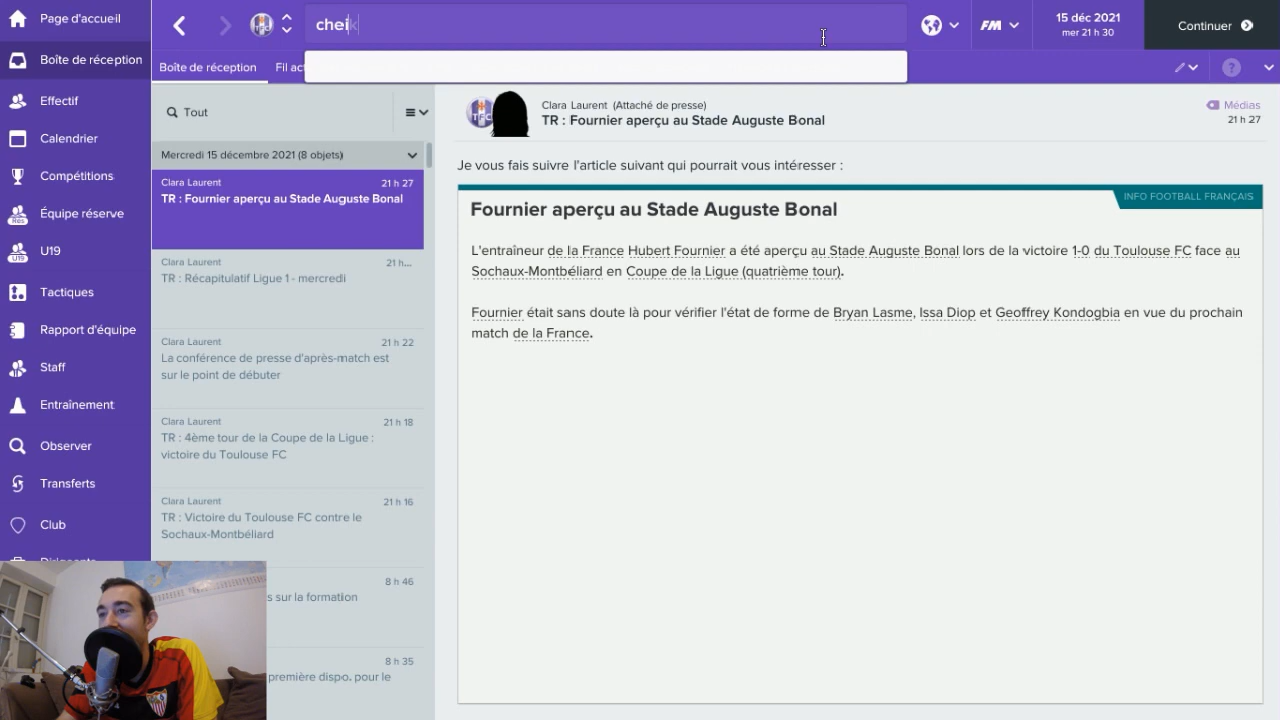 Page d'accueil
cheik
15 déc 2021
mer 21 h 30
FM
Continuer
Boîte de réception
Boîte de réception
Fil act
Effectif
Calendrier
Compétitions
Équipe réserve
U19
Tactiques
Rapport d'équipe
Staff
Entraînement
Observer
Transferts
Club
Dirigeants
Tout
Mercredi 15 décembre 2021 (8 objets)
Clara Laurent
21 h 27
TR : Fournier aperçu au Stade Auguste Bonal
Clara Laurent
21 h...
TR : Récapitulatif Ligue 1 - mercredi
Clara Laurent
21 h 22
La conférence de presse d'après-match est
sur le point de débuter
Clara Laurent
21 h 18
TR : 4ème tour de la Coupe de la Ligue :
victoire du Toulouse FC
Clara Laurent
21 h 16
TR : Victoire du Toulouse FC contre le
Sochaux-Montbéliard
8 h 46
s sur la formation
8 h 35
première dispo. pour le
Clara Laurent (Attaché de presse)
TR : Fournier aperçu au Stade Auguste Bonal
Médias
21 h 27
Je vous fais suivre l'article suivant qui pourrait vous intéresser :
INFO FOOTBALL FRANÇAIS
Fournier aperçu au Stade Auguste Bonal
L'entraîneur de la France Hubert Fournier a été aperçu au Stade Auguste Bonal lors de la victoire 1-0 du Toulouse FC face au
Sochaux-Montbéliard en Coupe de la Ligue (quatrième tour).
Fournier était sans doute là pour vérifier l'état de forme de Bryan Lasme, Issa Diop et Geoffrey Kondogbia en vue du prochain
match de la France.